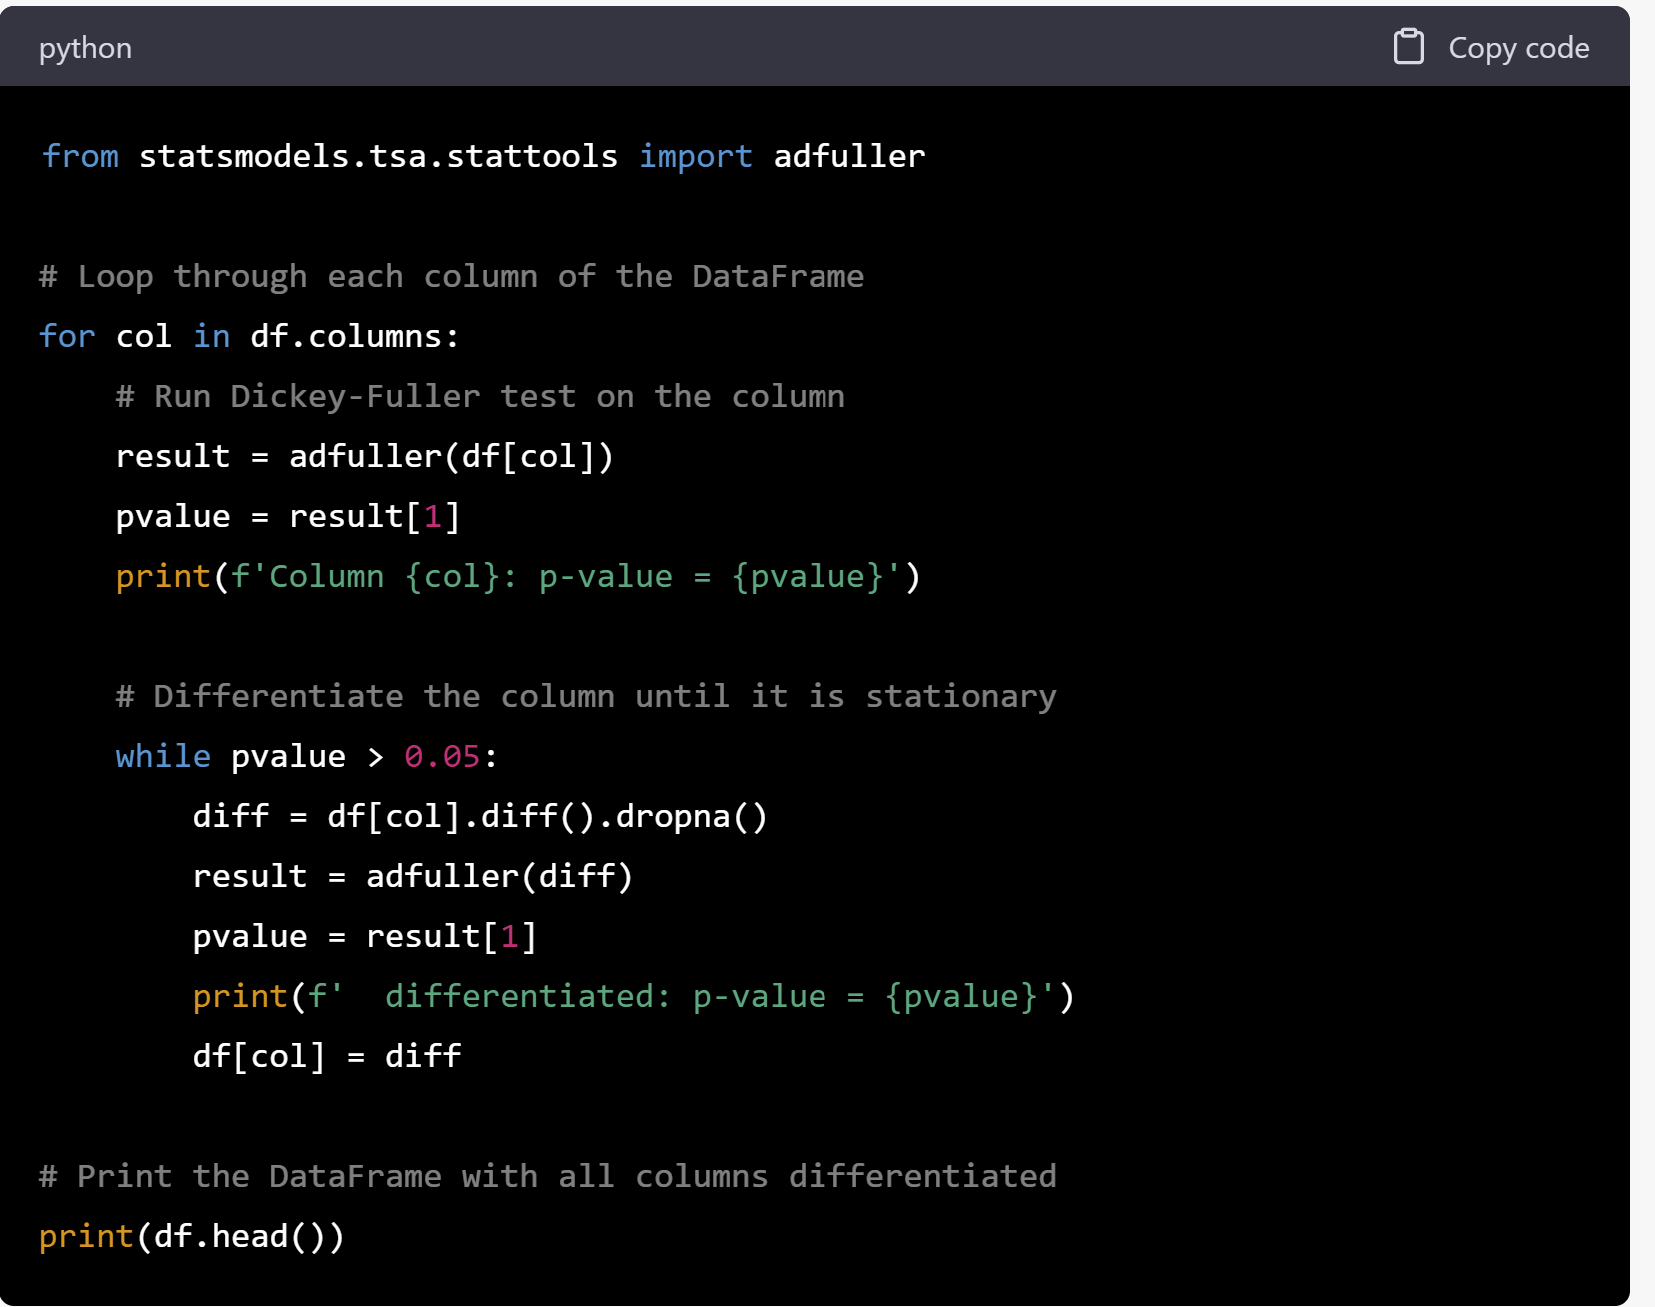 python
Copy code
from statsmodels.tsa.stattools import adfuller
# Loop through each column of the DataFrame
for col in df.columns:
    # Run Dickey-Fuller test on the column
    result = adfuller(df[col])
    pvalue = result[1]
    print(f'Column {col}: p-value = {pvalue}')
    # Differentiate the column until it is stationary
    while pvalue > 0.05:
        diff = df[col].diff().dropna()
        result = adfuller(diff)
        pvalue = result[1]
        print(f'  differentiated: p-value = {pvalue}')
        df[col] = diff
# Print the DataFrame with all columns differentiated
print(df.head())